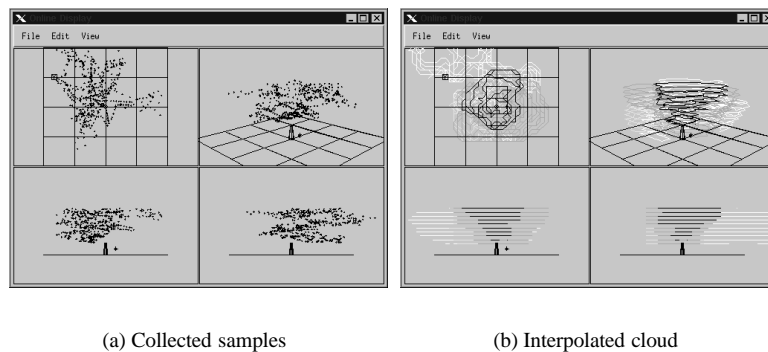 Online Display
File Edit View
Online Display
File Edit View
(a) Collected samples
(b) Interpolated cloud